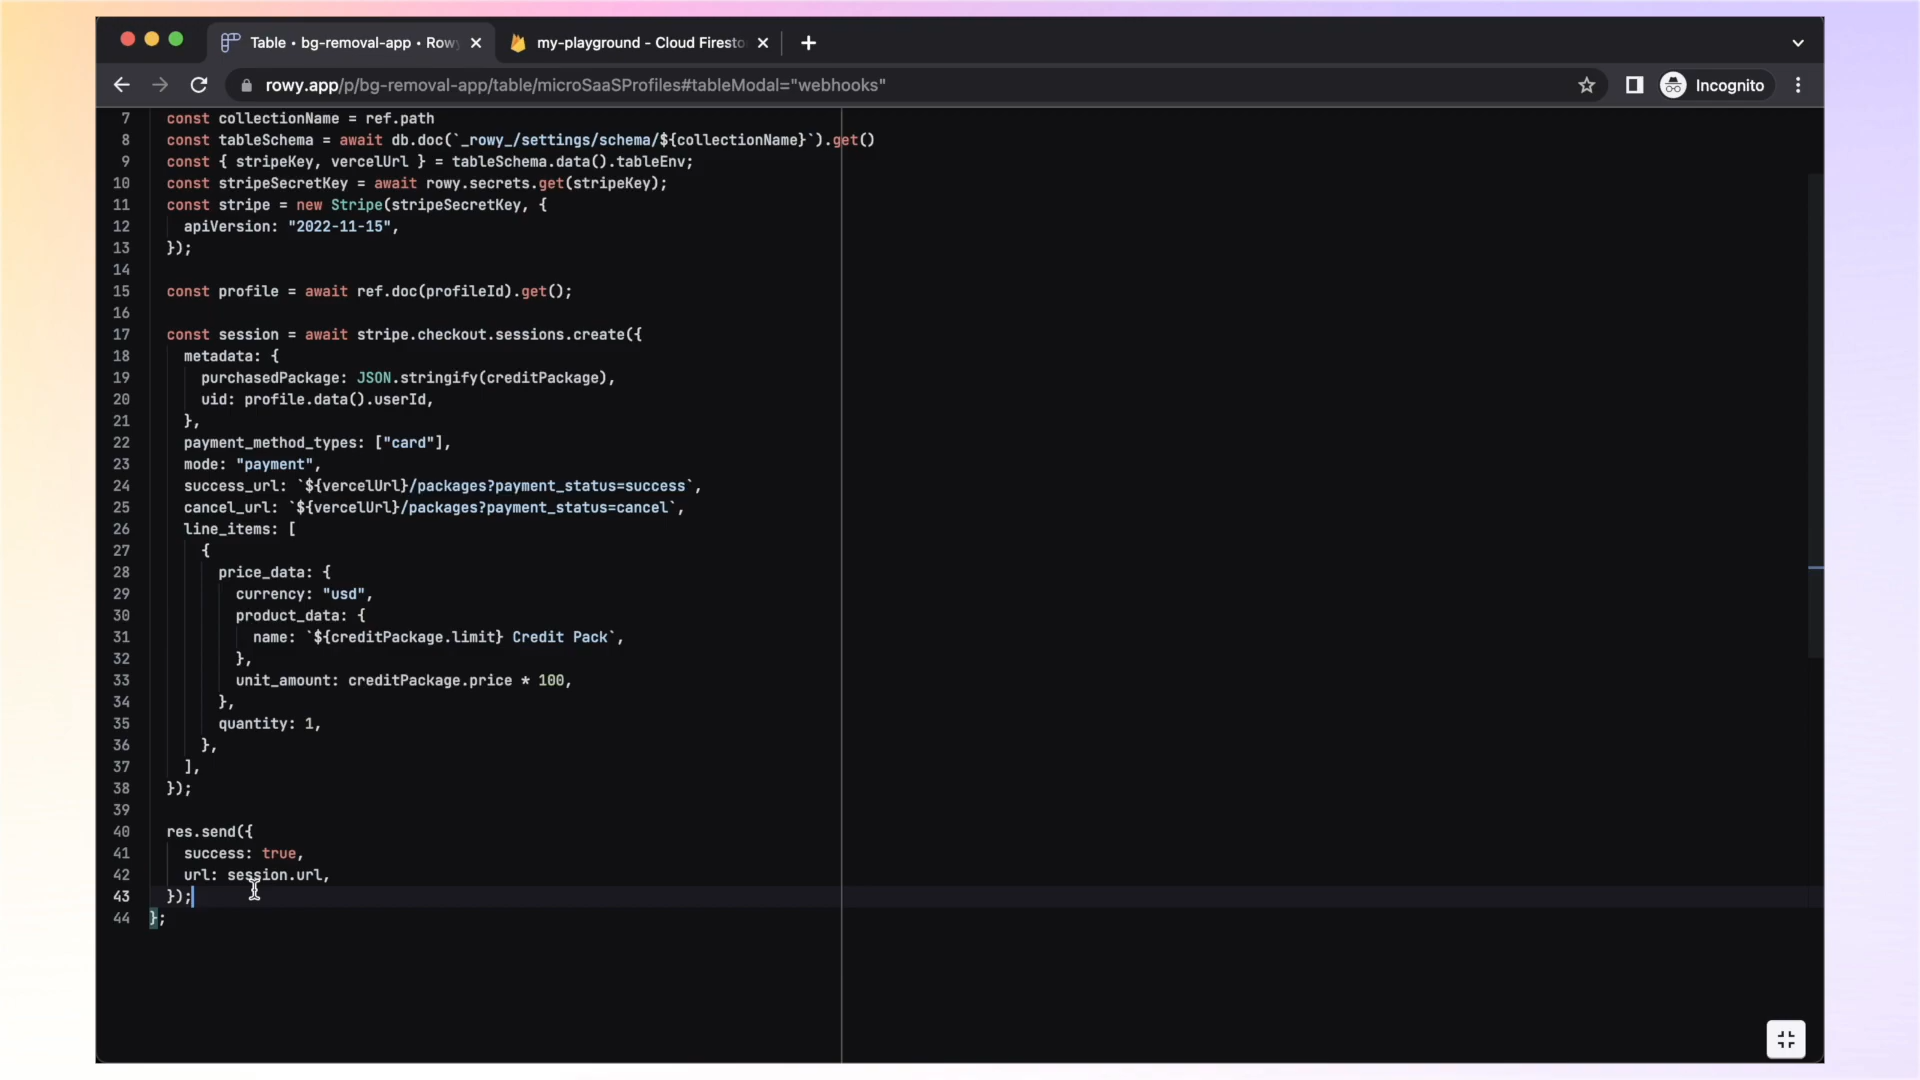 Table • bg-removal-app • Rowy
my-playground - Cloud Firesto
rowy.app/p/bg-removal-app/table/microSaaSProfiles#tableModal="webhooks"
Incognito
7 const collectionName = ref.path
8 const tableSchema = await db.doc(`_rowy_/settings/schema/${collectionName}`).get()
9 const { stripeKey, vercelUrl } = tableSchema.data().tableEnv;
10 const stripeSecretKey = await rowy.secrets.get(stripeKey);
11 const stripe = new Stripe(stripeSecretKey, {
12 apiVersion: "2022-11-15",
13 });
14
15 const profile = await ref.doc(profileId).get();
16
17 const session = await stripe.checkout.sessions.create({
18 metadata: {
19 purchasedPackage: JSON.stringify(creditPackage),
20 uid: profile.data().userId,
21 },
22 payment_method_types: ["card"],
23 mode: "payment",
24 success_url: `${vercelUrl}/packages?payment_status=success`,
25 cancel_url: `${vercelUrl}/packages?payment_status=cancel`,
26 line_items: [
27 {
28 price_data: {
29 currency: "usd",
30 product_data: {
31 name: `${creditPackage.limit} Credit Pack`,
32 },
33 unit_amount: creditPackage.price * 100,
34 },
35 quantity: 1,
36 },
37 ],
38 });
39
40 res.send({
41 success: true,
42 url: session.url,
43 });
44 };